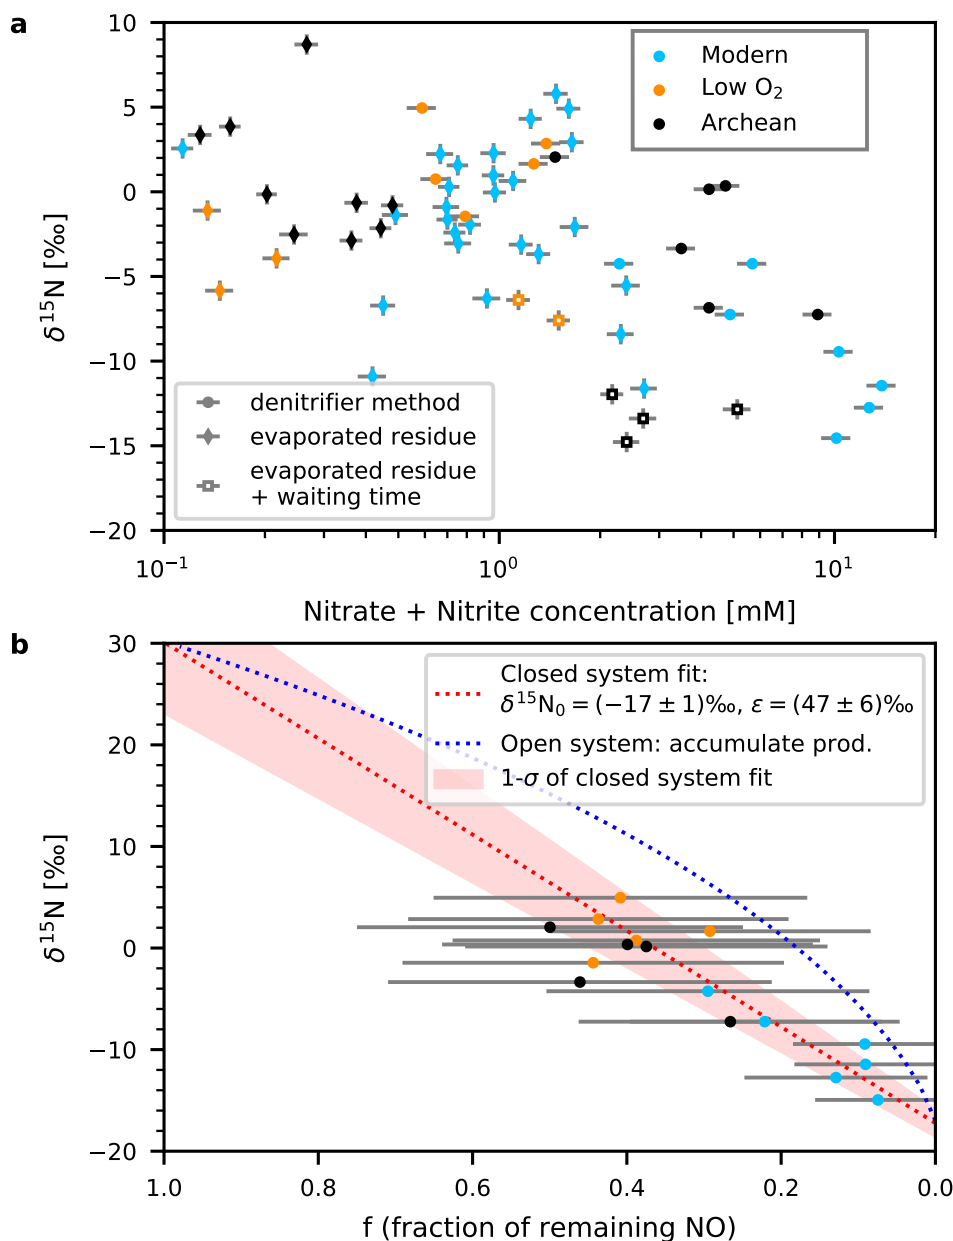 a
10
5
0
−5
−10
−15
−20
δ¹⁵N [‰]
Modern
Low O₂
Archean
denitrifier method
evaporated residue
evaporated residue
+ waiting time
10⁻¹
10⁰
10¹
Nitrate + Nitrite concentration [mM]
b
30
20
10
0
−10
−20
δ¹⁵N [‰]
Closed system fit:
δ¹⁵N₀ = (−17 ± 1)‰, ε = (47 ± 6)‰
Open system: accumulate prod.
1-σ of closed system fit
1.0 0.8 0.6 0.4 0.2 0.0
f (fraction of remaining NO)